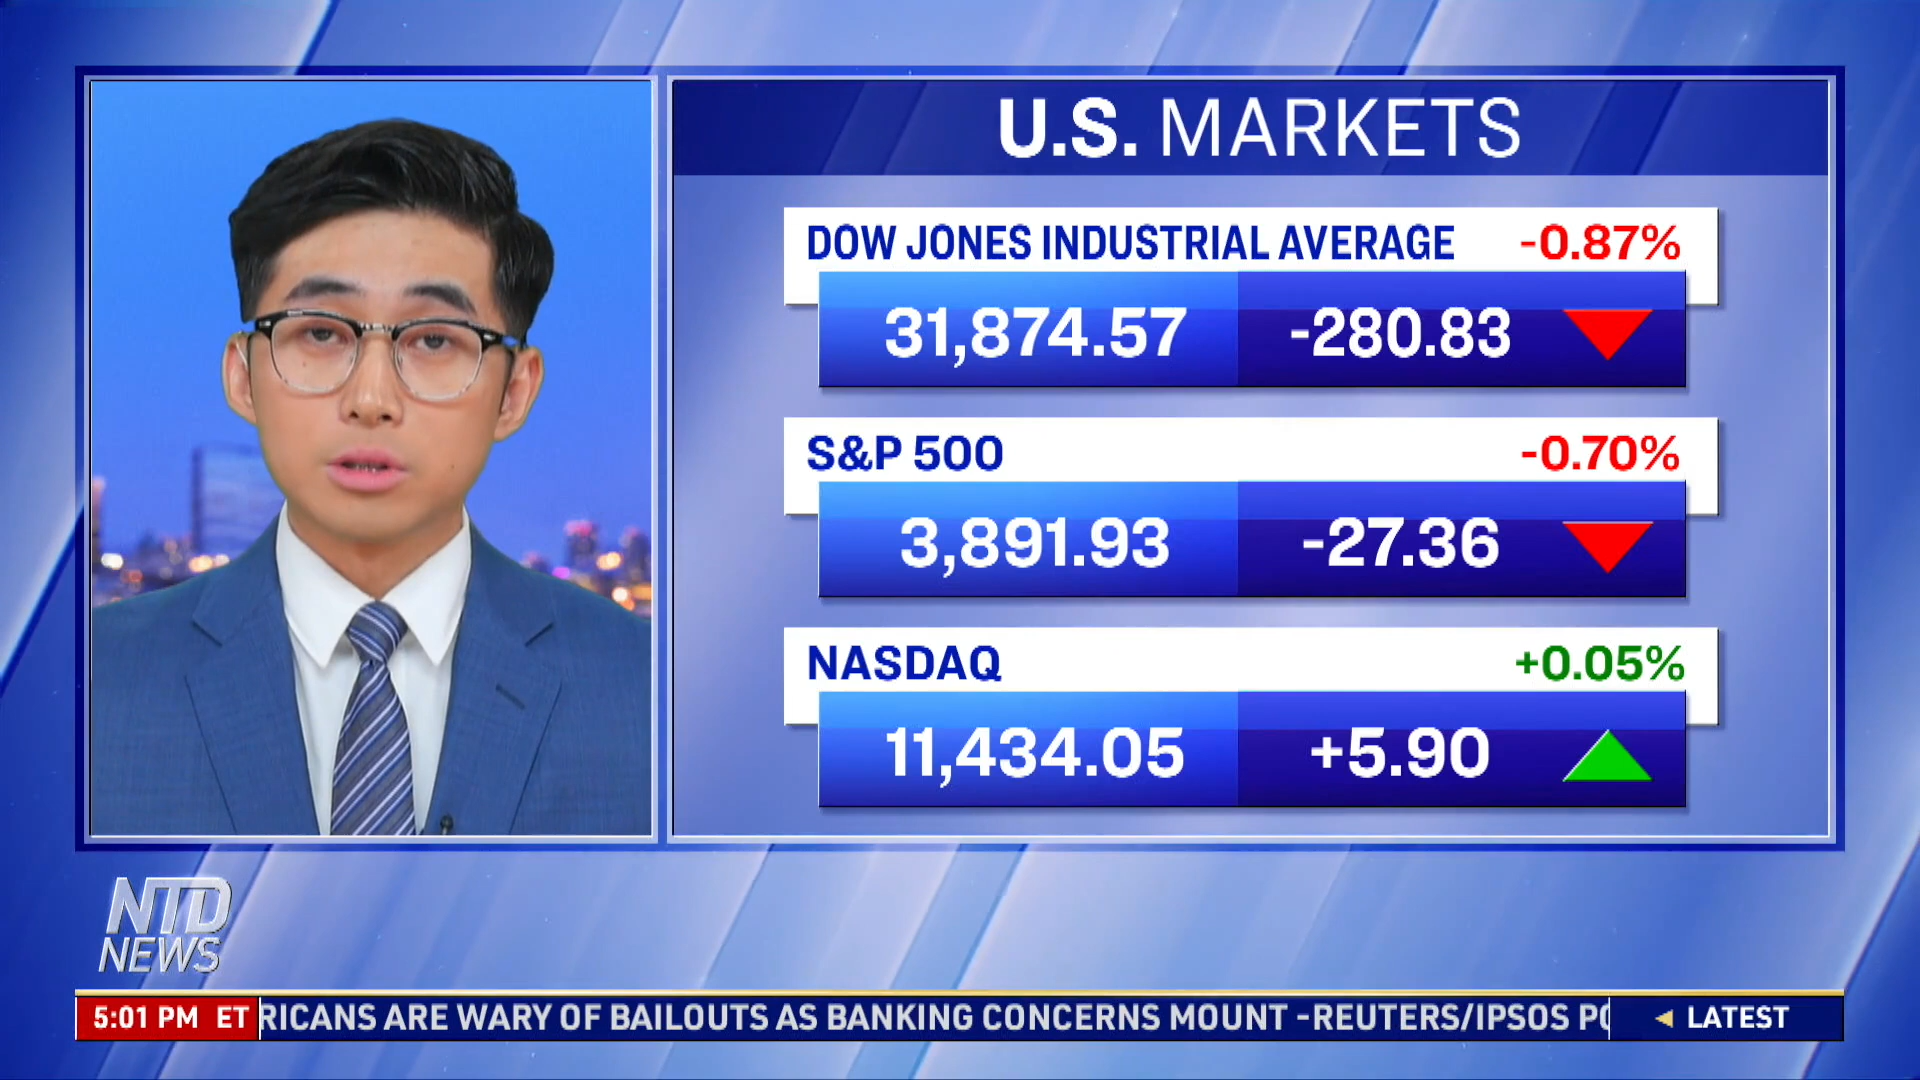 U.S. MARKETS
DOW JONES INDUSTRIAL AVERAGE -0.87%
31,874.57 -280.83
S&P 500 -0.70%
3,891.93 -27.36
NASDAQ +0.05%
11,434.05 +5.90
NTD
NEWS
5:01 PM ET RICANS ARE WARY OF BAILOUTS AS BANKING CONCERNS MOUNT -REUTERS/IPSOS ◄ LATEST